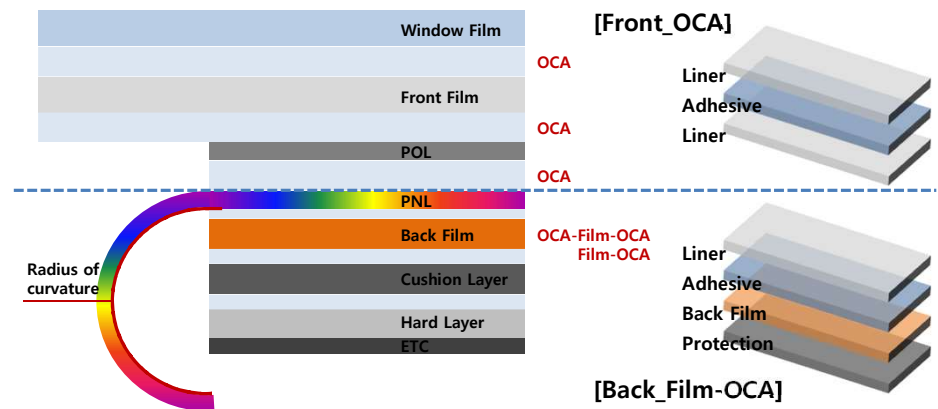 Window Film
OCA
Front Film
OCA
POL
OCA
PNL
Back Film
OCA-Film-OCA
Film-OCA
Cushion Layer
Hard Layer
ETC
Radius of
curvature
[Front_OCA]
Liner
Adhesive
Liner
Liner
Adhesive
Back Film
Protection
[Back_Film-OCA]